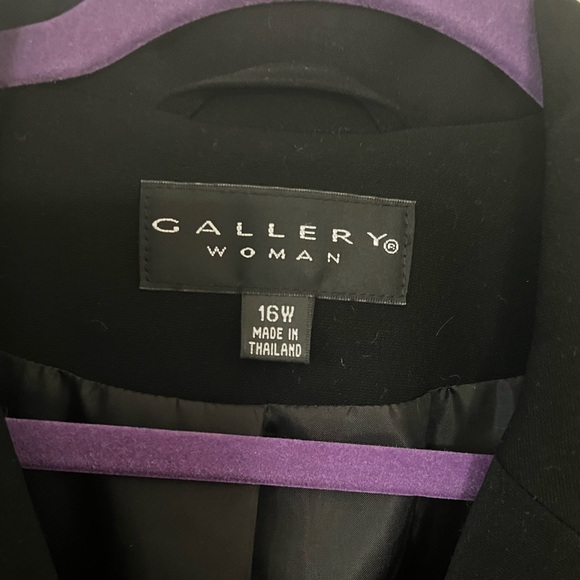 GALLERY®
WOMAN
16W
MADE IN
THAILAND